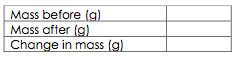 Mass before (g)
Mass after (g)
Change in mass (g)